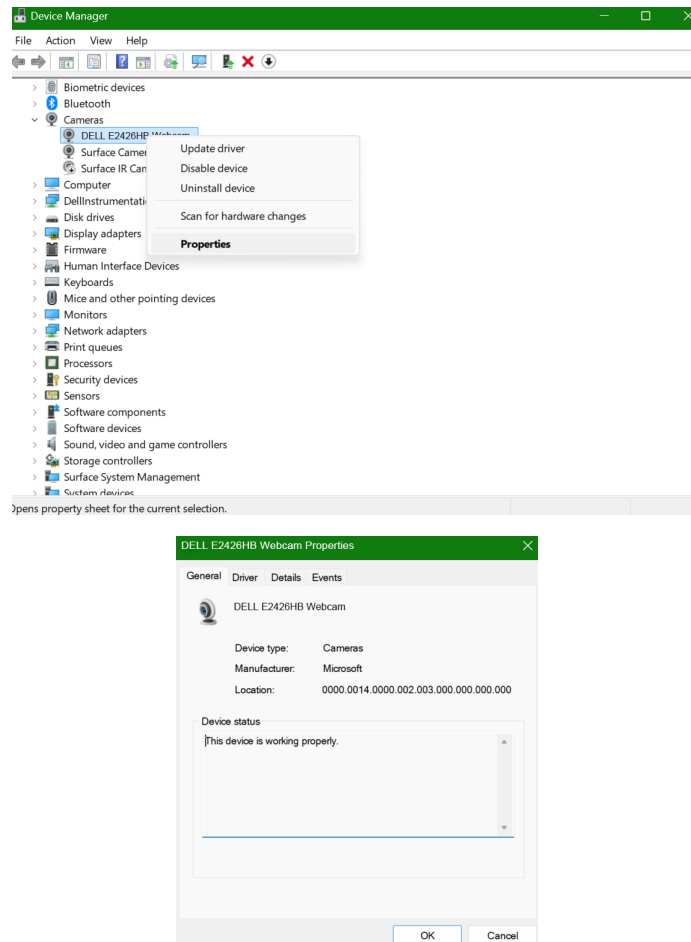 Device Manager
File Action View Help
Biometric devices
Bluetooth
Cameras
DELL E2426HB Webcam
Surface Camer
Surface IR Can
Update driver
Disable device
Uninstall device
Scan for hardware changes
Properties
Computer
DellInstrumentati
Disk drives
Display adapters
Firmware
Human Interface Devices
Keyboards
Mice and other pointing devices
Monitors
Network adapters
Print queues
Processors
Security devices
Sensors
Software components
Software devices
Sound, video and game controllers
Storage controllers
Surface System Management
System devices
Opens property sheet for the current selection.
DELL E2426HB Webcam Properties
General Driver Details Events
DELL E2426HB Webcam
Device type: Cameras
Manufacturer: Microsoft
Location: 0000.0014.0000.002.003.000.000.000.000
Device status
This device is working properly.
OK Cancel